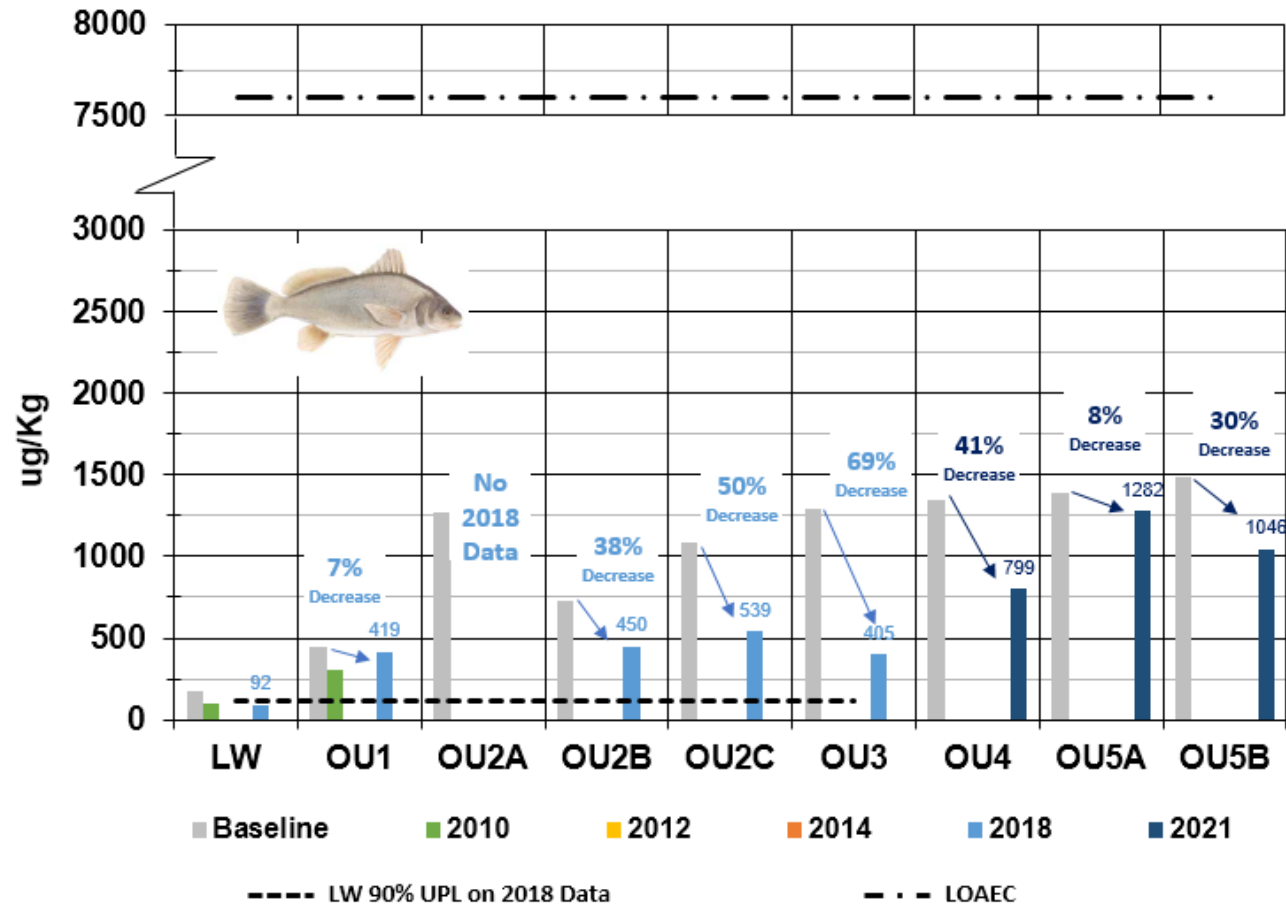 8000
7500
3000
2500
2000
1500
1000
500
0
ug/Kg
7%
Decrease
419
92
No
2018
Data
38%
Decrease
450
50%
Decrease
539
69%
Decrease
405
41%
Decrease
799
8%
Decrease
1282
30%
Decrease
1046
LW OU1 OU2A OU2B OU2C OU3 OU4 OU5A OU5B
Baseline 2010 2012 2014 2018 2021
LW 90% UPL on 2018 Data LOAEC